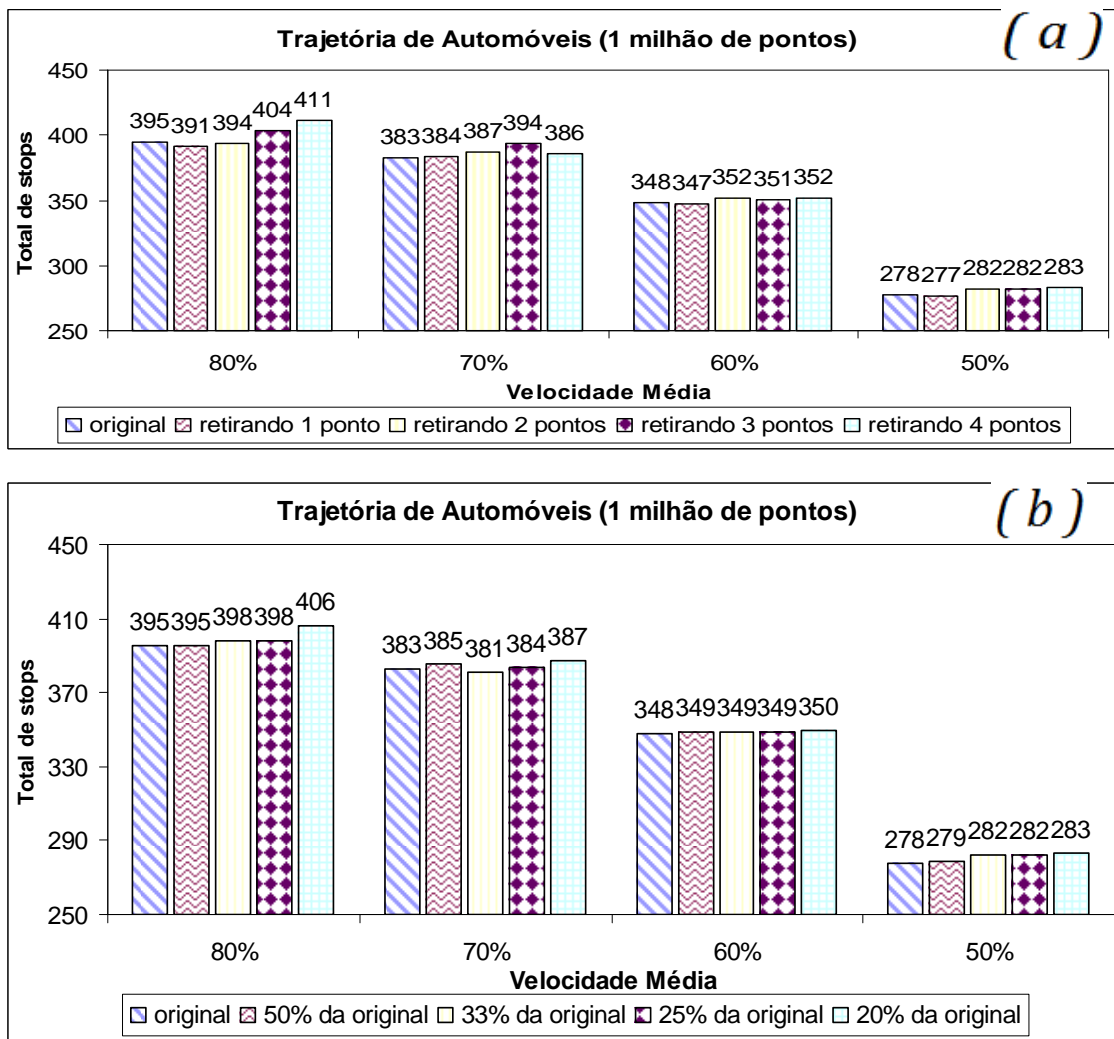 Trajetória de Automóveis (1 milhão de pontos)
( a )
Total de stops
450
400
350
300
250
395 391 394 404 411
383 384 387 394 386
348 347 352 351 352
278 277 282 282 283
80% 70% 60% 50%
Velocidade Média
original retirando 1 ponto retirando 2 pontos retirando 3 pontos retirando 4 pontos
Trajetória de Automóveis (1 milhão de pontos)
( b )
Total de stops
450
410
370
330
290
250
395 395 398 398 406
383 385 381 384 387
348 349 349 349 350
278 279 282 282 283
80% 70% 60% 50%
Velocidade Média
original 50% da original 33% da original 25% da original 20% da original